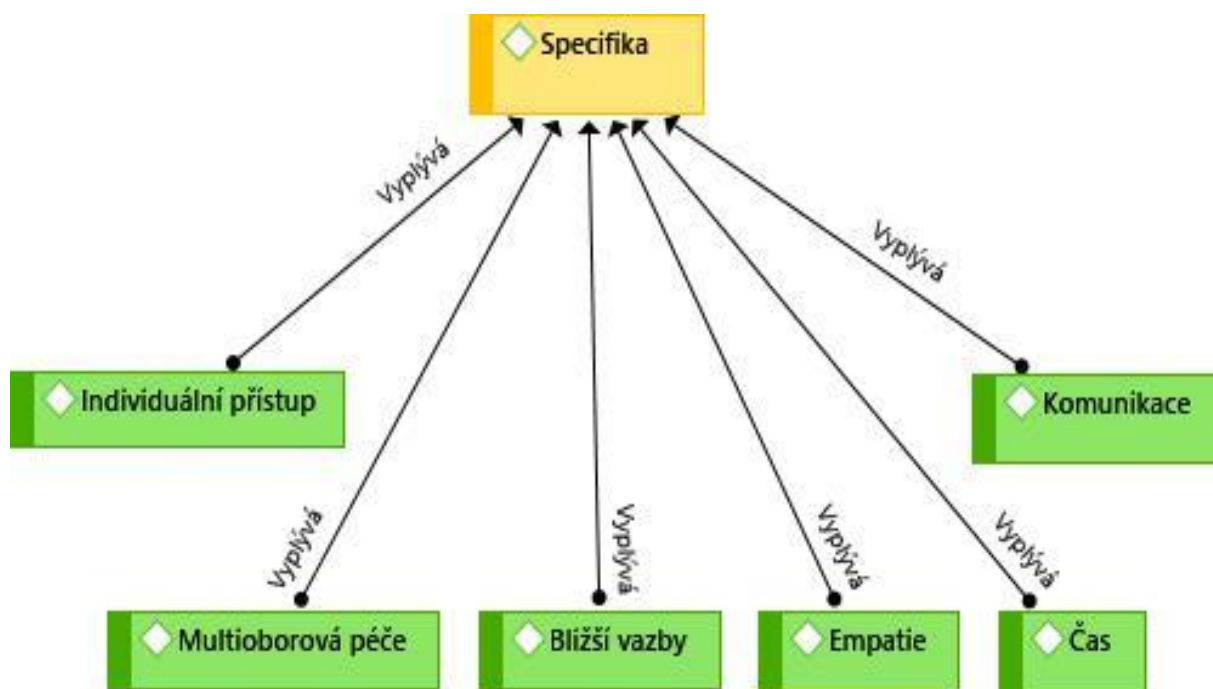 Specifika
Vyplývá
Vyplývá
Individuální přístup
Komunikace
Vyplývá
Vyplývá
Vyplývá
Vyplývá
Multioborová péče
Bližší vazby
Empatie
Čas